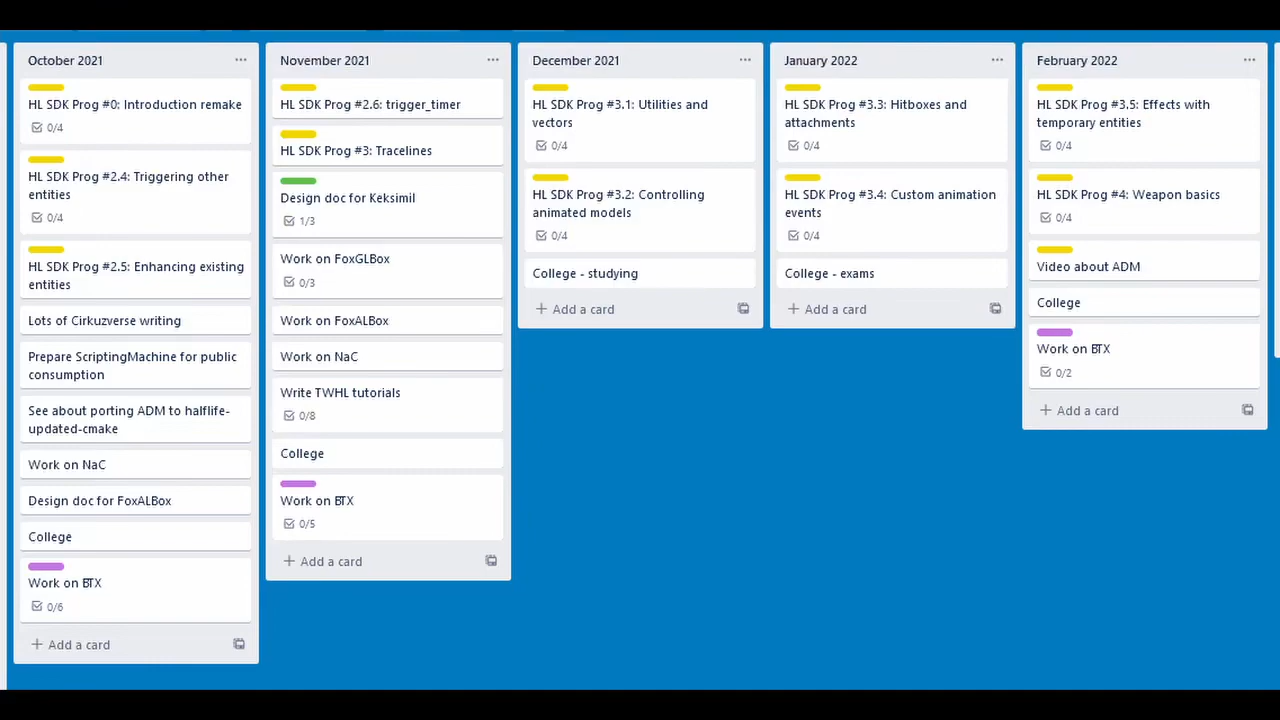 October 2021
HL SDK Prog #0: Introduction remake
0/4
HL SDK Prog #2.4: Triggering other
entities
0/4
HL SDK Prog #2.5: Enhancing existing
entities
Lots of Cirkuzverse writing
Prepare ScriptingMachine for public
consumption
See about porting ADM to halflife-
updated-cmake
Work on NaC
Design doc for FoxALBox
College
Work on BTX
0/6
Add a card
November 2021
HL SDK Prog #2.6: trigger_timer
HL SDK Prog #3: Tracelines
Design doc for Keksimil
1/3
Work on FoxGLBox
0/3
Work on FoxALBox
Work on NaC
Write TWHL tutorials
0/8
College
Work on BTX
0/5
Add a card
December 2021
HL SDK Prog #3.1: Utilities and
vectors
0/4
HL SDK Prog #3.2: Controlling
animated models
0/4
College - studying
Add a card
January 2022
HL SDK Prog #3.3: Hitboxes and
attachments
0/4
HL SDK Prog #3.4: Custom animation
events
0/4
College - exams
Add a card
February 2022
HL SDK Prog #3.5: Effects with
temporary entities
0/4
HL SDK Prog #4: Weapon basics
0/4
Video about ADM
College
Work on BTX
0/2
Add a card